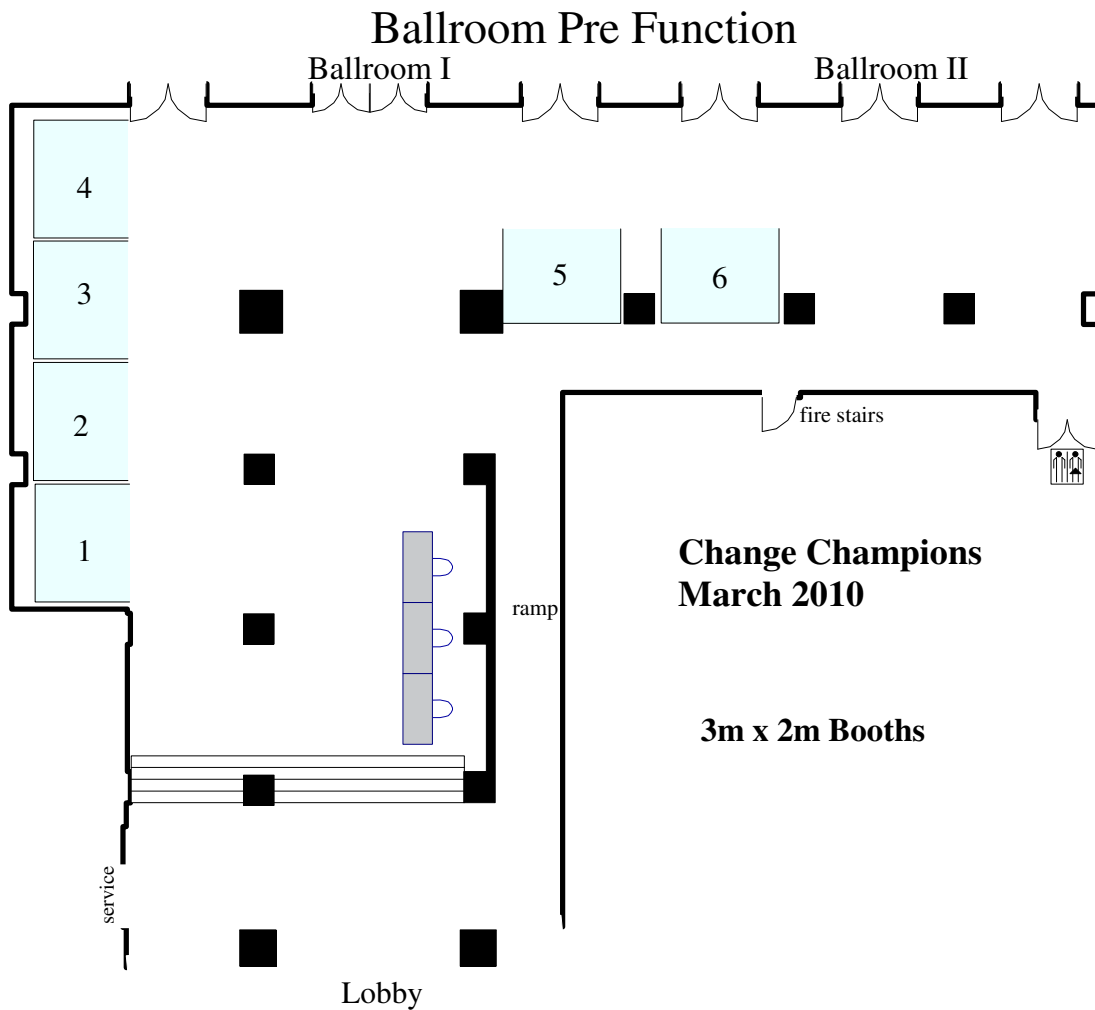 Ballroom Pre Function
Ballroom I
Ballroom II
4
3
5
6
2
fire stairs
1
Change Champions
March 2010
ramp
3m x 2m Booths
service
Lobby